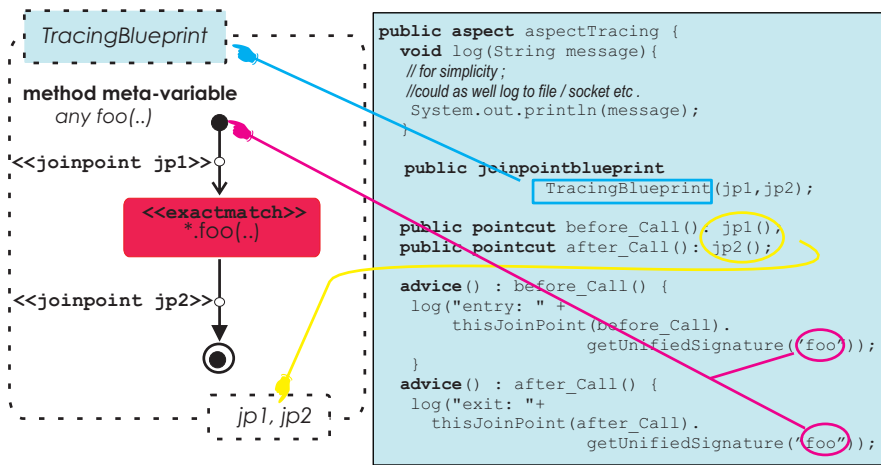 TracingBlueprint
method meta-variable
any foo(..)
<<joinpoint jp1>>
<<exactmatch>>
*.foo(..)
<<joinpoint jp2>>
jp1, jp2
public aspect aspectTracing {
void log(String message){
// for simplicity ;
//could as well log to file / socket etc .
System.out.println(message);
}
public joinpointblueprint
TracingBlueprint(jp1,jp2);
public pointcut before_Call(): jp1();
public pointcut after_Call(): jp2();
advice() : before_Call() {
log("entry: " +
thisJoinPoint(before_Call).
getUnifiedSignature("foo"));
}
advice() : after_Call() {
log("exit: "+
thisJoinPoint(after_Call).
getUnifiedSignature("foo"));